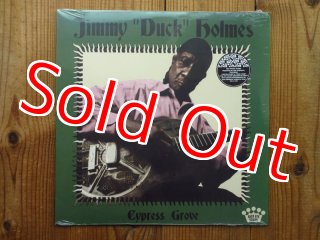 Jimmy "Duck" Holmes
Sold Out
Cypress Grove